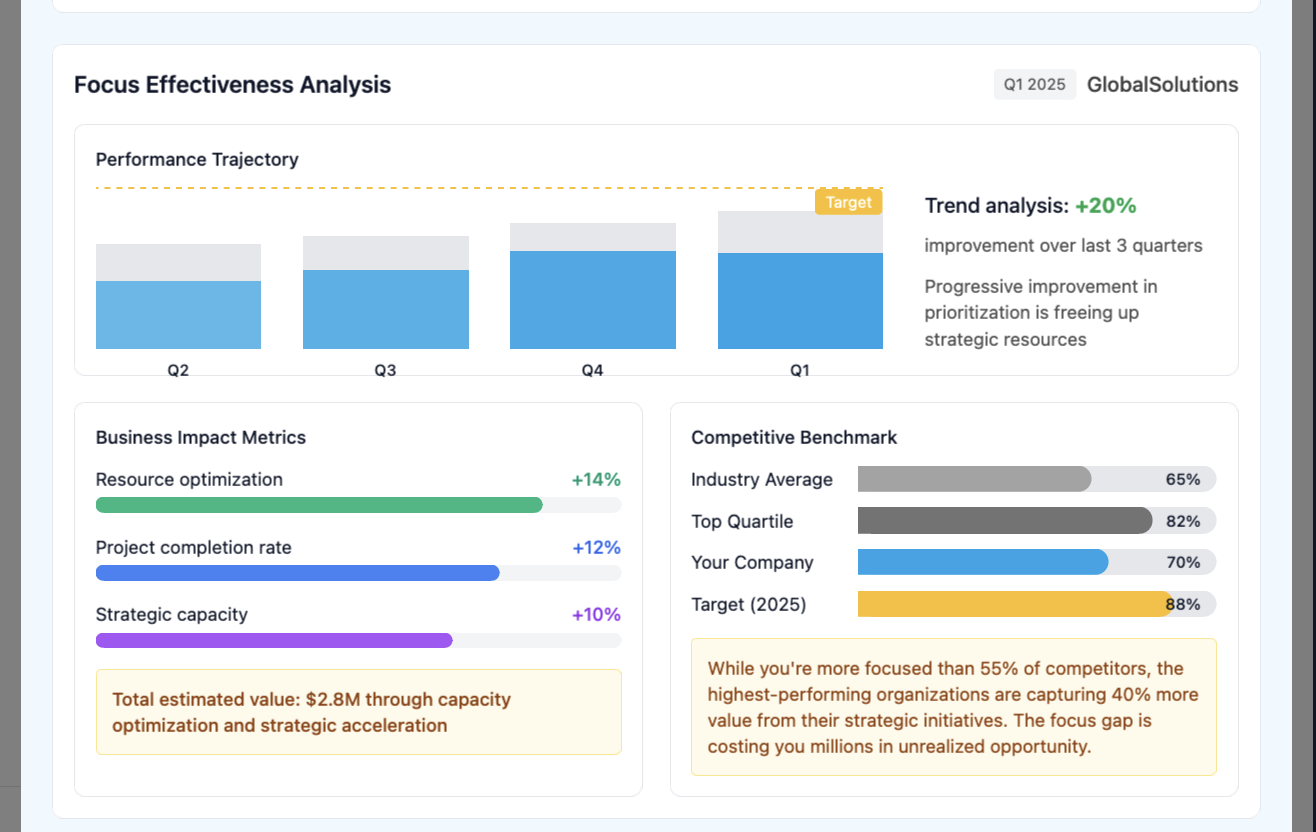 Focus Effectiveness Analysis
Q1 2025 GlobalSolutions
Performance Trajectory
Target
Q2
Q3
Q4
Q1
Trend analysis: +20%
improvement over last 3 quarters
Progressive improvement in
prioritization is freeing up
strategic resources
Business Impact Metrics
Resource optimization +14%
Project completion rate +12%
Strategic capacity +10%
Total estimated value: $2.8M through capacity
optimization and strategic acceleration
Competitive Benchmark
Industry Average 65%
Top Quartile 82%
Your Company 70%
Target (2025) 88%
While you're more focused than 55% of competitors, the
highest-performing organizations are capturing 40% more
value from their strategic initiatives. The focus gap is
costing you millions in unrealized opportunity.